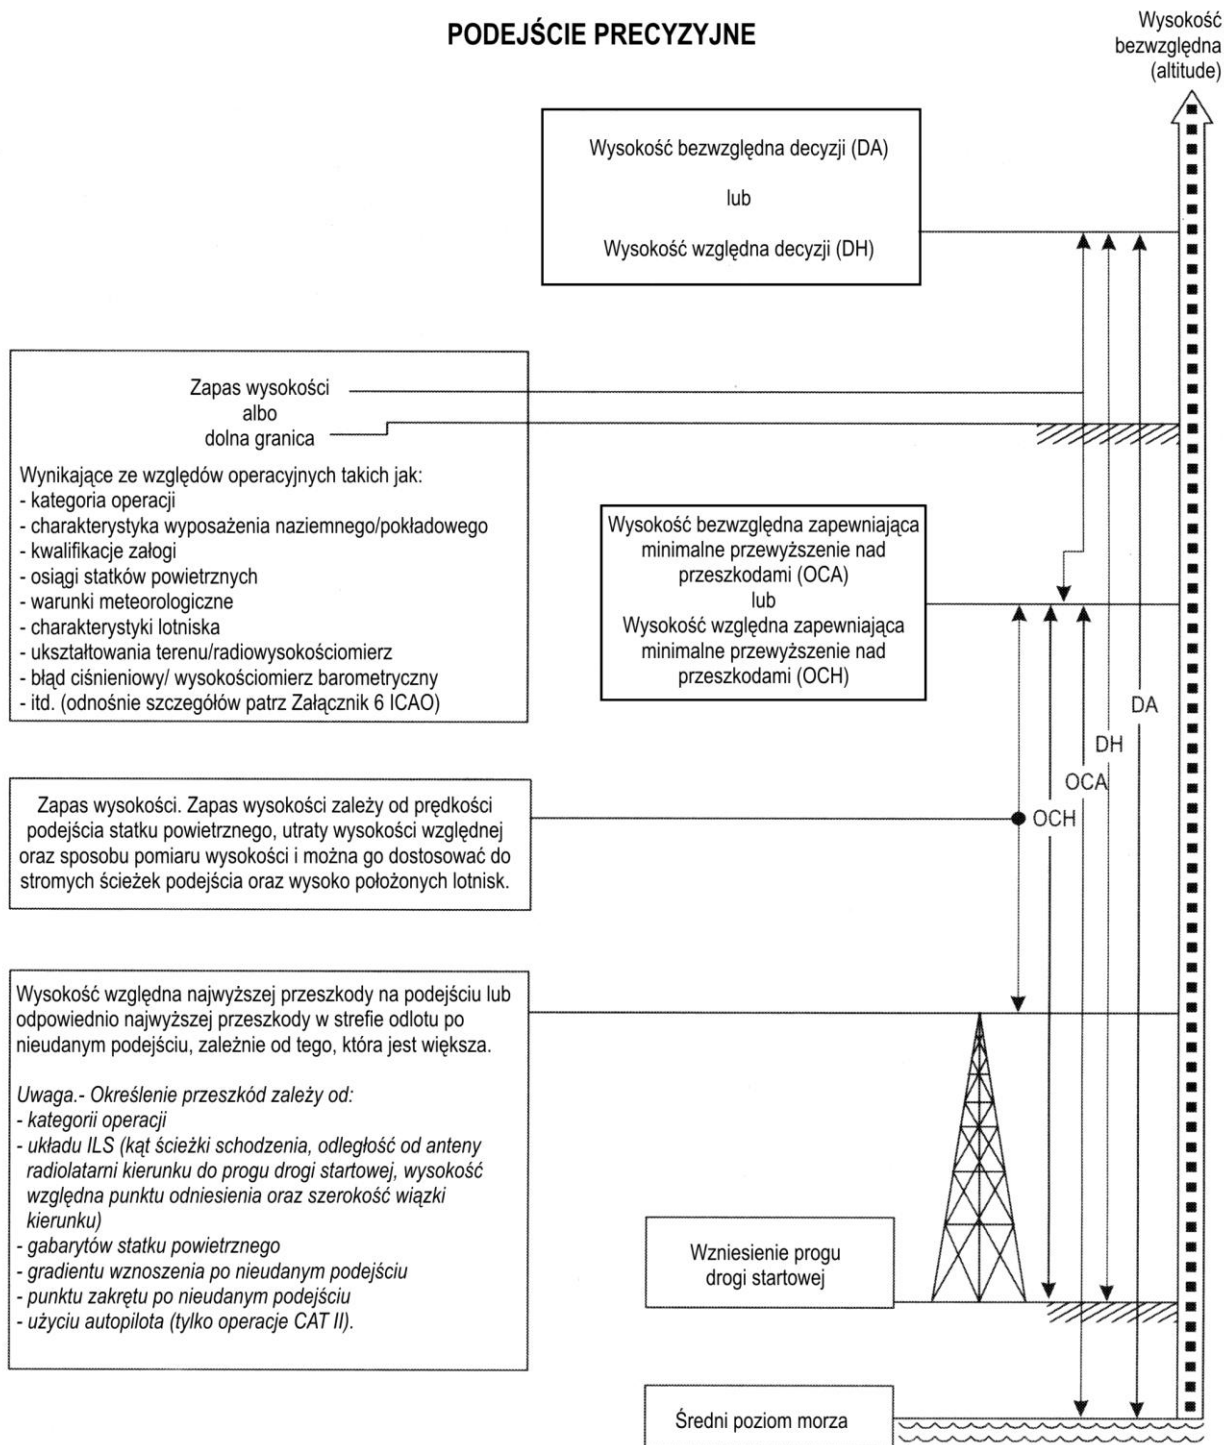 PODEJŚCIE PRECYZYJNE
Wysokość
bezwzględna
(altitude)
Wysokość bezwzględna decyzji (DA)
lub
Wysokość względna decyzji (DH)
Zapas wysokości
albo
dolna granica
Wynikające ze względów operacyjnych takich jak:
- kategoria operacji
- charakterystyka wyposażenia naziemnego/pokładowego
- kwalifikacje załogi
- osiągi statków powietrznych
- warunki meteorologiczne
- charakterystyki lotniska
- ukształtowania terenu/radiowysokościomierz
- błąd ciśnieniowy/ wysokościomierz barometryczny
- itd. (odnośnie szczegółów patrz Załącznik 6 ICAO)
Wysokość bezwzględna zapewniająca
minimalne przewyższenie nad
przeszkodami (OCA)
lub
Wysokość względna zapewniająca
minimalne przewyższenie nad
przeszkodami (OCH)
DA
DH
OCA
OCH
Zapas wysokości. Zapas wysokości zależy od prędkości
podejścia statku powietrznego, utraty wysokości względnej
oraz sposobu pomiaru wysokości i można go dostosować do
stromych ścieżek podejścia oraz wysoko położonych lotnisk.
Wysokość względna najwyższej przeszkody na podejściu lub
odpowiednio najwyższej przeszkody w strefie odlotu po
nieudanym podejściu, zależnie od tego, która jest większa.
Uwaga.- Określenie przeszkód zależy od:
- kategorii operacji
- układu ILS (kąt ścieżki schodzenia, odległość od anteny
radiolatarni kierunku do progu drogi startowej, wysokość
względna punktu odniesienia oraz szerokość wiązki
kierunku)
- gabarytów statku powietrznego
- gradientu wznoszenia po nieudanym podejściu
- punktu zakrętu po nieudanym podejściu
- użyciu autopilota (tylko operacje CAT II).
Wzniesienie progu
drogi startowej
Średni poziom morza